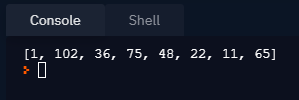 Console Shell
[1, 102, 36, 75, 48, 22, 11, 65]